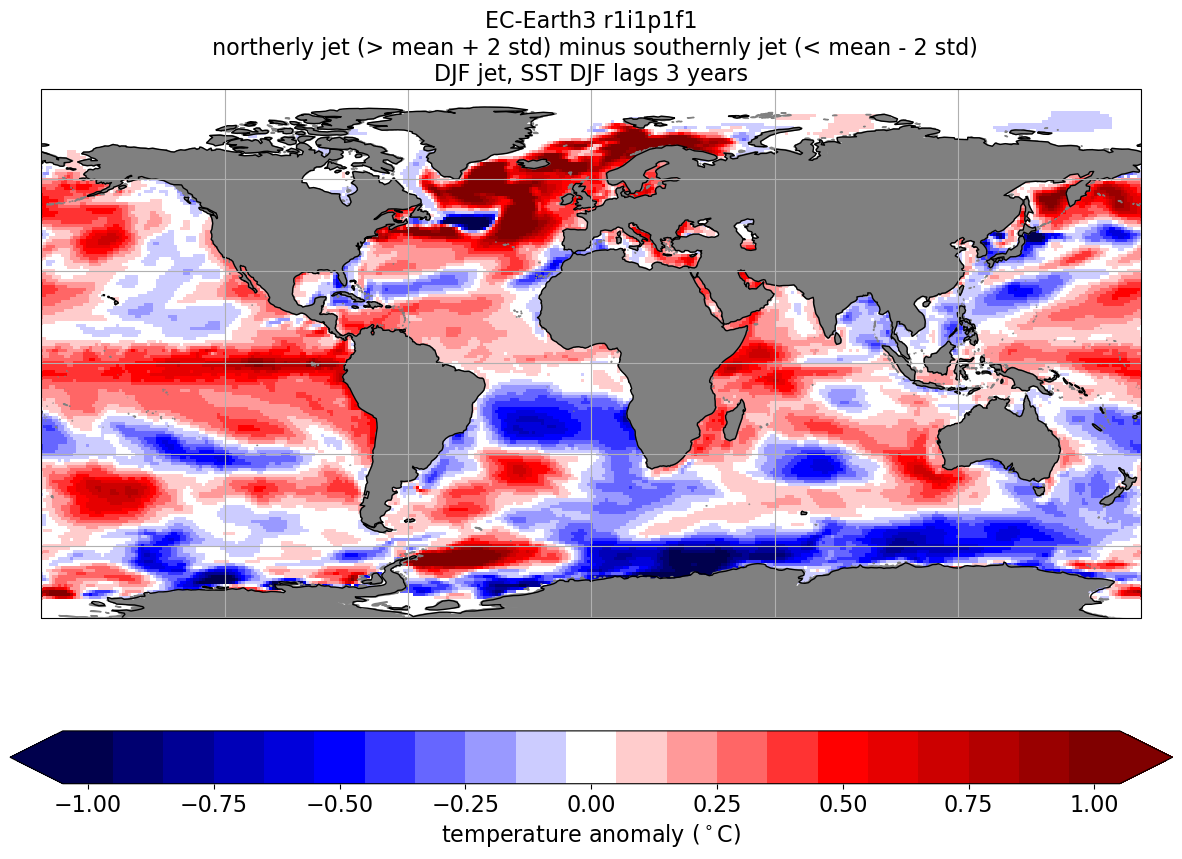 EC-Earth3 r1i1p1f1
northerly jet (> mean + 2 std) minus southernly jet (< mean - 2 std)
DJF jet, SST DJF lags 3 years
−1.00 −0.75 −0.50 −0.25 0.00 0.25 0.50 0.75 1.00
temperature anomaly (°C)